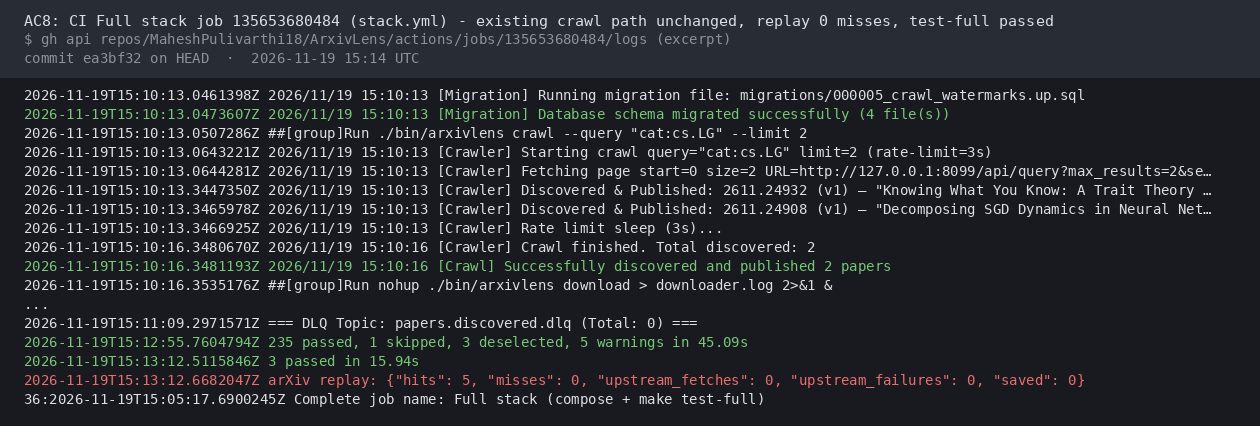 AC8: CI Full stack job 135653680484 (stack.yml) - existing crawl path unchanged, replay 0 misses, test-full passed
$ gh api repos/MaheshPulivarthi18/ArxivLens/actions/jobs/135653680484/logs (excerpt)
commit ea3bf32 on HEAD · 2026-11-19 15:14 UTC
2026-11-19T15:10:13.0461398Z 2026/11/19 15:10:13 [Migration] Running migration file: migrations/000005_crawl_watermarks.up.sql
2026-11-19T15:10:13.0473607Z 2026/11/19 15:10:13 [Migration] Database schema migrated successfully (4 file(s))
2026-11-19T15:10:13.0507286Z ##[group]Run ./bin/arxivlens crawl --query "cat:cs.LG" --limit 2
2026-11-19T15:10:13.0643221Z 2026/11/19 15:10:13 [Crawler] Starting crawl query="cat:cs.LG" limit=2 (rate-limit=3s)
2026-11-19T15:10:13.0644281Z 2026/11/19 15:10:13 [Crawler] Fetching page start=0 size=2 URL=http://127.0.0.1:8099/api/query?max_results=2&se…
2026-11-19T15:10:13.3447350Z 2026/11/19 15:10:13 [Crawler] Discovered & Published: 2611.24932 (v1) — "Knowing What You Know: A Trait Theory …
2026-11-19T15:10:13.3465978Z 2026/11/19 15:10:13 [Crawler] Discovered & Published: 2611.24908 (v1) — "Decomposing SGD Dynamics in Neural Net…
2026-11-19T15:10:13.3466925Z 2026/11/19 15:10:13 [Crawler] Rate limit sleep (3s)...
2026-11-19T15:10:16.3480670Z 2026/11/19 15:10:16 [Crawler] Crawl finished. Total discovered: 2
2026-11-19T15:10:16.3481193Z 2026/11/19 15:10:16 [Crawl] Successfully discovered and published 2 papers
2026-11-19T15:10:16.3535176Z ##[group]Run nohup ./bin/arxivlens download > downloader.log 2>&1 &
...
2026-11-19T15:11:09.2971571Z === DLQ Topic: papers.discovered.dlq (Total: 0) ===
2026-11-19T15:12:55.7604794Z 235 passed, 1 skipped, 3 deselected, 5 warnings in 45.09s
2026-11-19T15:13:12.5115846Z 3 passed in 15.94s
2026-11-19T15:13:12.6682047Z arXiv replay: {"hits": 5, "misses": 0, "upstream_fetches": 0, "upstream_failures": 0, "saved": 0}
36:2026-11-19T15:05:17.6900245Z Complete job name: Full stack (compose + make test-full)